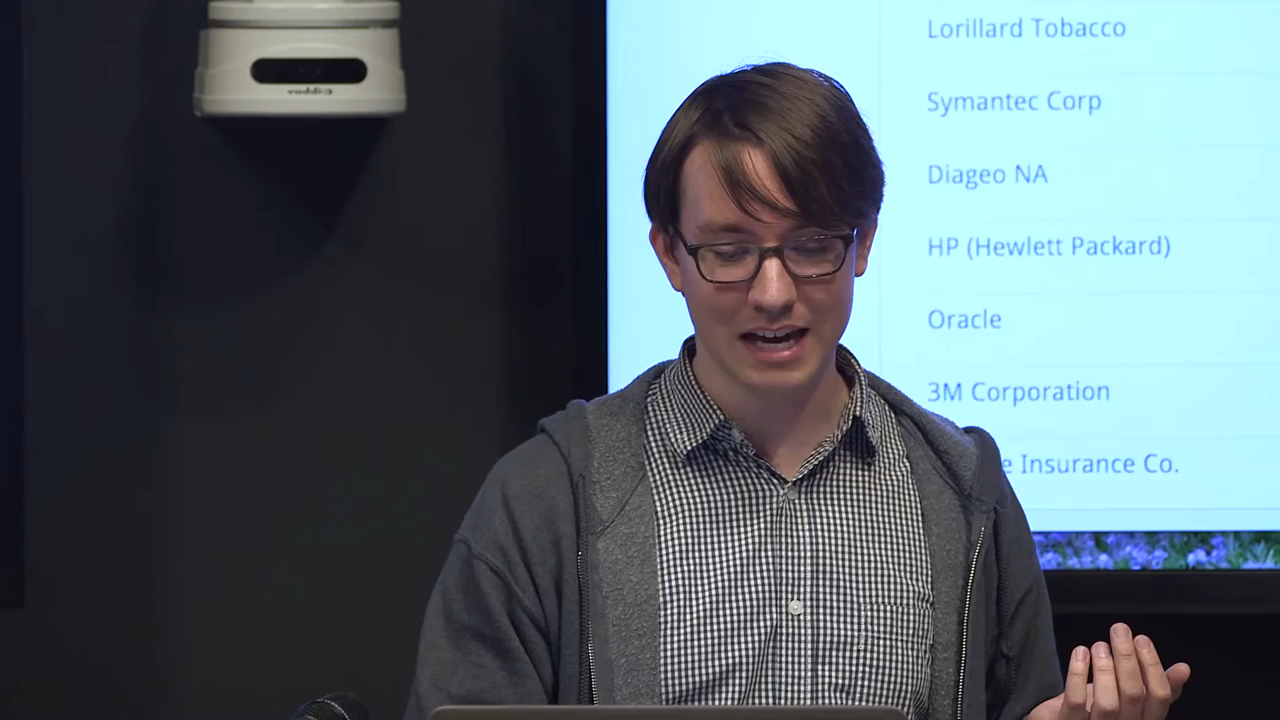 Lorillard Tobacco
Symantec Corp
Diageo NA
HP (Hewlett Packard)
Oracle
3M Corporation
e Insurance Co.